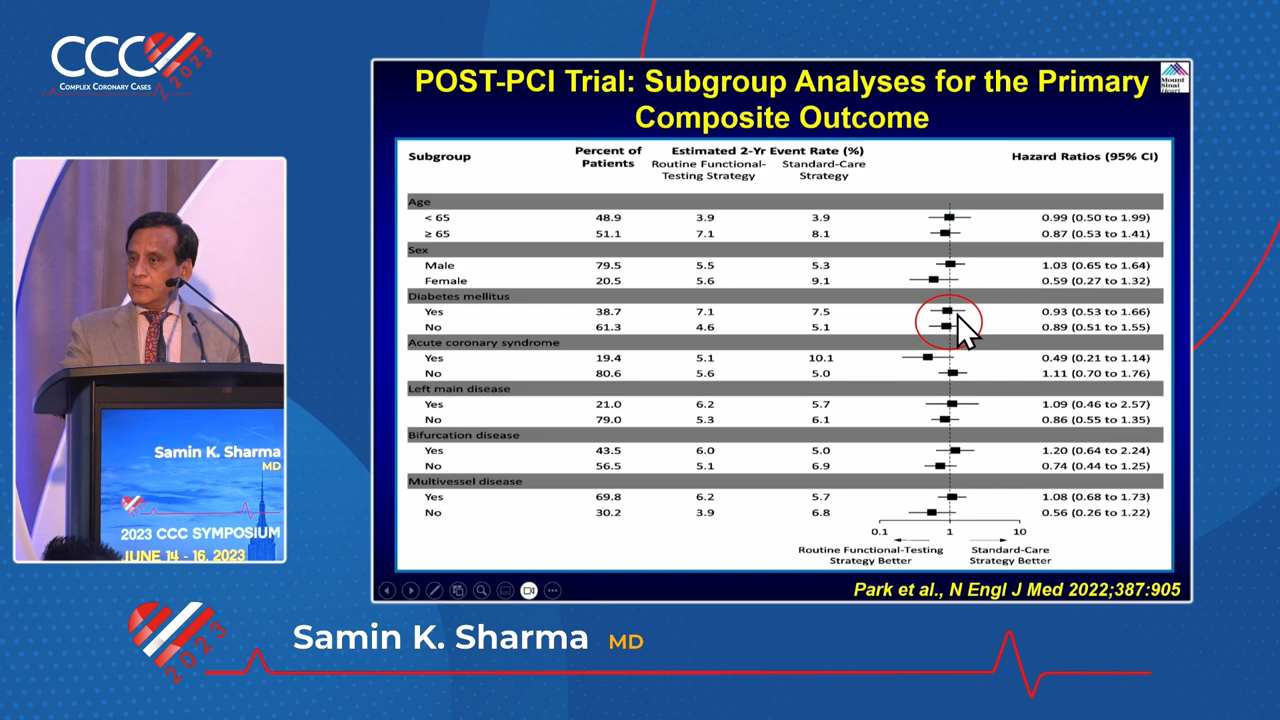 CCC 2023
COMPLEX CORONARY CASES
POST-PCI Trial: Subgroup Analyses for the Primary
Composite Outcome
Mount
Sinai
Heart
Subgroup
Percent of
Patients
Estimated 2-Yr Event Rate (%)
Routine Functional-
Testing Strategy
Standard-Care
Strategy
Hazard Ratios (95% CI)
Age
< 65 48.9 3.9 3.9 0.99 (0.50 to 1.99)
≥ 65 51.1 7.1 8.1 0.87 (0.53 to 1.41)
Sex
Male 79.5 5.5 5.3 1.03 (0.65 to 1.64)
Female 20.5 5.6 9.1 0.59 (0.27 to 1.32)
Diabetes mellitus
Yes 38.7 7.1 7.5 0.93 (0.53 to 1.66)
No 61.3 4.6 5.1 0.89 (0.51 to 1.55)
Acute coronary syndrome
Yes 19.4 5.1 10.1 0.49 (0.21 to 1.14)
No 80.6 5.6 5.0 1.11 (0.70 to 1.76)
Left main disease
Yes 21.0 6.2 5.7 1.09 (0.46 to 2.57)
No 79.0 5.3 6.1 0.86 (0.55 to 1.35)
Bifurcation disease
Yes 43.5 6.0 5.0 1.20 (0.64 to 2.24)
No 56.5 5.1 6.9 0.74 (0.44 to 1.25)
Multivessel disease
Yes 69.8 6.2 5.7 1.08 (0.68 to 1.73)
No 30.2 3.9 6.8 0.56 (0.26 to 1.22)
0.1 1 10
Routine Functional-Testing
Strategy Better
Standard-Care
Strategy Better
Park et al., N Engl J Med 2022;387:905
Samin K. Sharma
MD
2023 CCC SYMPOSIUM
JUNE 14 - 16, 2023
2023
Samin K. Sharma MD